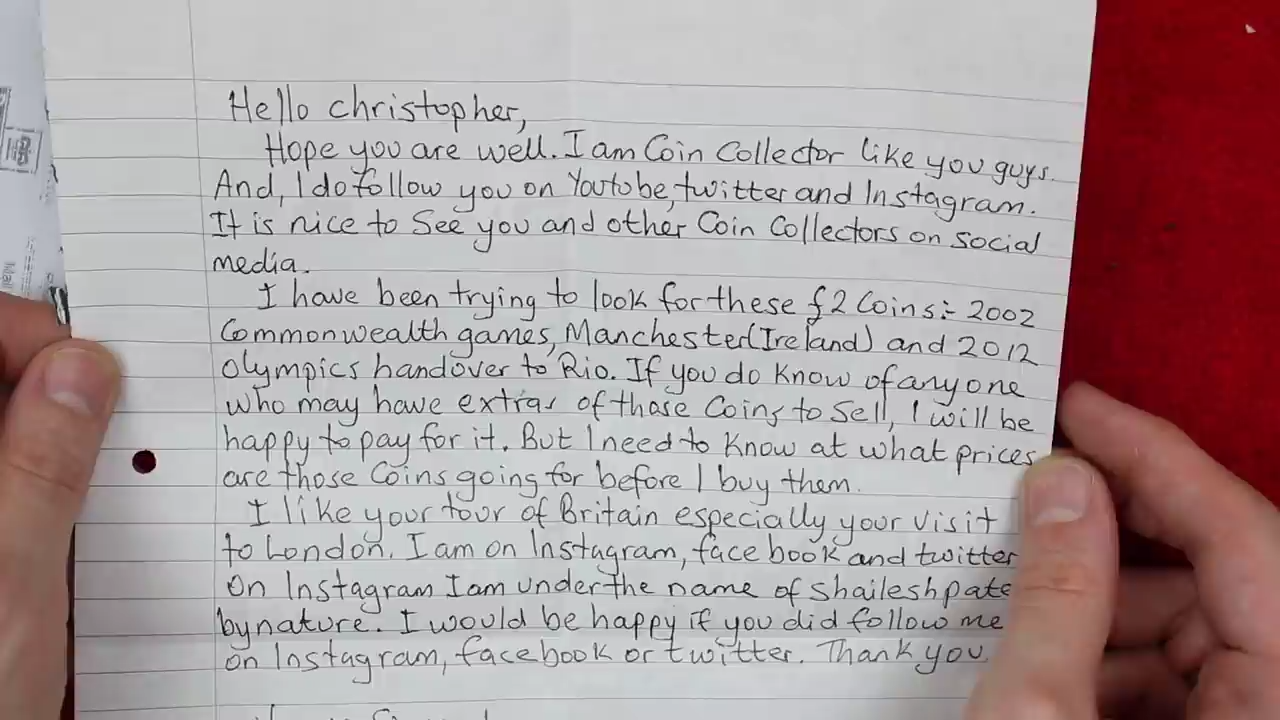 Hello christopher,
Hope you are well. I am Coin Collector like you guys.
And, I do follow you on Youtobe, twitter and Instagram.
It is nice to See you and other Coin Collectors on social
media.
I have been trying to look for these £2 Coins:- 2002
Commonwealth games, Manchester(Ireland) and 2012
Olympics handover to Rio. If you do know of anyone
who may have extras of those Coins to Sell, I will be
happy to pay for it. But I need to know at what prices
are those Coins going for before I buy them.
I like your tour of Britain especially your visit
to London. I am on Instagram, face book and twitter
On Instagram I am under the name of shaileshpate
bynature. I would be happy if you did follow me
on Instagram, facebook or twitter. Thank you.